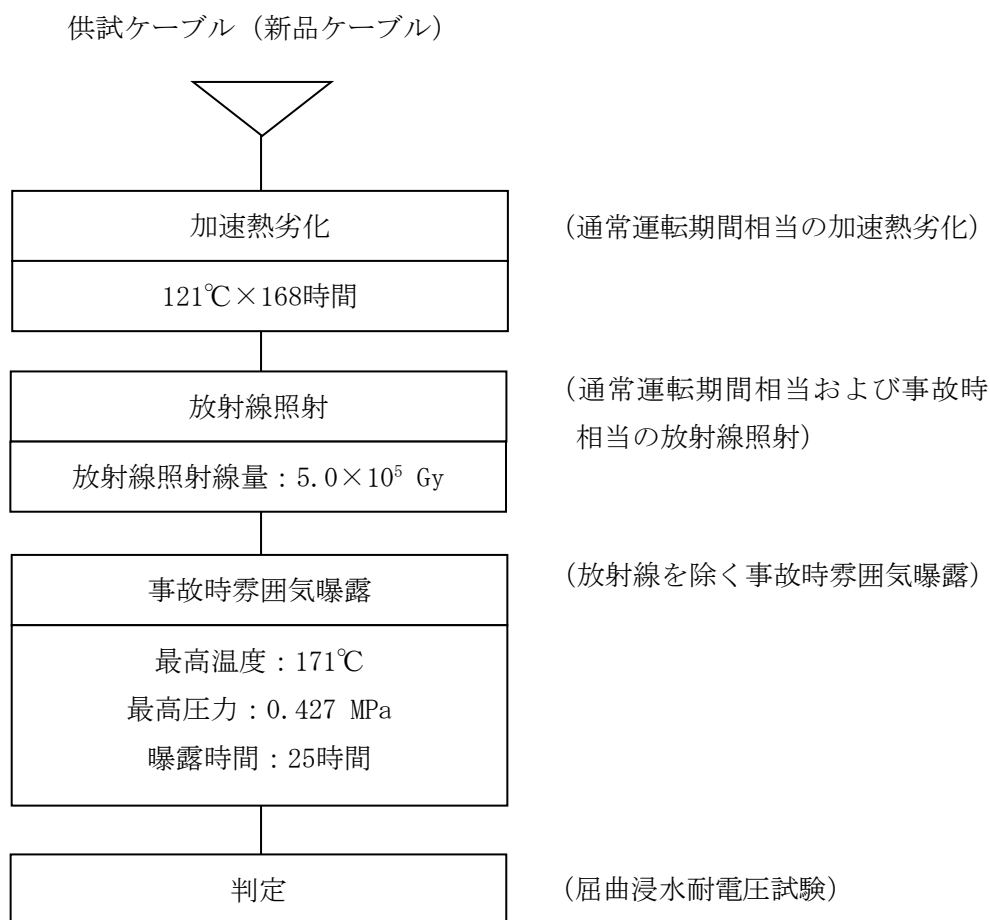 供試ケーブル（新品ケーブル）
加速熱劣化
（通常運転期間相当の加速熱劣化）
121℃×168時間
放射線照射
（通常運転期間相当および事故時
相当の放射線照射）
放射線照射線量：5.0×10⁵ Gy
事故時雰囲気曝露
（放射線を除く事故時雰囲気曝露）
最高温度：171℃
最高圧力：0.427 MPa
曝露時間：25時間
判定
（屈曲浸水耐電圧試験）